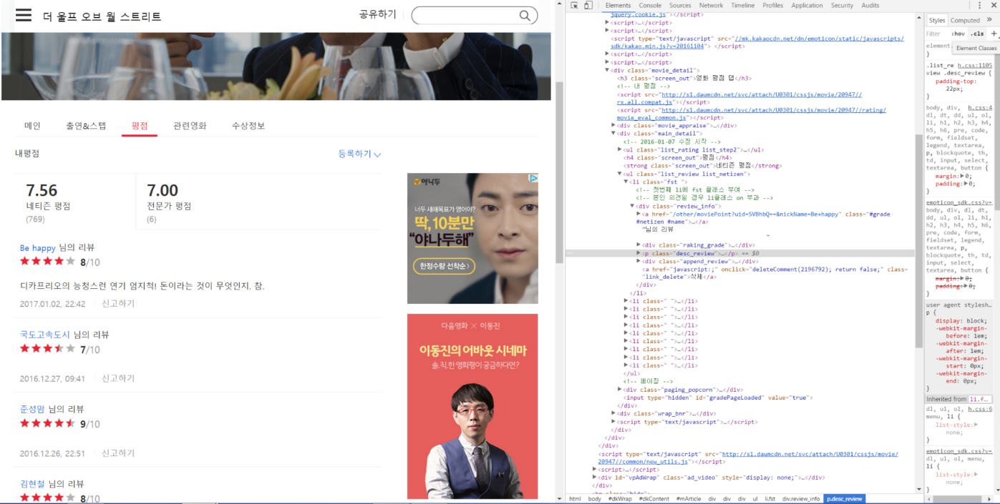 더 울프 오브 월 스트리트
공유하기
메인 출연&스텝 평점 관련영화 수상정보
내평점
등록하기
7.56
네티즌 평점
(769)
7.00
전문가 평점
(6)
Be happy 님의 리뷰
8/10
디카프리오의 능청스런 연기 엄지척! 돈이라는 것이 무엇인지. 참.
2017.01.02, 22:42 신고하기
국도고속도시 님의 리뷰
7/10
2016.12.27, 09:41 신고하기
준성맘 님의 리뷰
9/10
2016.12.26, 22:51 신고하기
김현철 님의 리뷰
8/10
야나두
너두 새해목표가 영어야?
딱,10분만
"야나두해"
한정수량 선착순>
다음영화 × 이동진
이동진의 어바웃 시네마
솔.직.한 영화평이 궁금하다면?
Elements Console Sources Network Timeline Profiles Application Security Audits
jquery.cookie.js"></script>
▶<script>…</script>
▶<script>…</script>
<script type="text/javascript" src="//mk.kakaocdn.net/dn/emoticon/static/javascripts/
sdk/kakao.min.js?v=20161104"> </script>
▶<script>…</script>
▶<script>…</script>
▼<div class="movie_detail">
<h3 class="screen_out">영화 평점 탭</h3>
<!-- 내 평점 -->
<script src="http://s1.daumcdn.net/svc/attach/U0301/cssjs/movie/20947//
rx.all.compat.js"></script>
<script src="http://s1.daumcdn.net/svc/attach/U0301/cssjs/movie/20947//rating/
movie_eval_common.js"></script>
▶<div class="movie_appraise">…</div>
▼<div class="main_detail">
<!-- 2016-01-07 수정 시작 -->
▶<ul class="list_rating list_step2">…</ul>
<h4 class="screen_out">평점</h4>
<strong class="screen_out">네티즌 평점</strong>
▼<ul class="list_review list_netizen">
▼<li class="fst ">
<!-- 첫번째 li에 fst 클래스 부여 -->
<!-- 본인 의견일 경우 li클래스 on 부과 -->
▼<div class="review_info">
▶<a href="/other/moviePoint?uid=SVBhbQ==&nickName=Be+happy" class="#grade
#netizen #name">…</a>
"님의 리뷰
"
▶<div class="raking_grade">…</div>
▶<p class="desc_review">…</p> == $0
▶<div class="append_review">…</div>
<a href="javascript:;" onclick="deleteComment(2196792); return false;" class=
"link_delete">삭제</a>
</div>
</li>
▶<li class=" ">…</li>
▶<li class=" ">…</li>
▶<li class=" ">…</li>
▶<li class=" ">…</li>
▶<li class=" ">…</li>
▶<li class=" ">…</li>
▶<li class=" ">…</li>
▶<li class=" ">…</li>
▶<li class=" ">…</li>
</ul>
<!-- 페이징 -->
▶<div class="paging_popcorn">…</div>
<input type="hidden" id="gradePageLoaded" value="true">
</div>
▶<div class="wrap_bnr">…</div>
▶<script type="text/javascript">…</script>
</div>
</div>
</div>
<script type="text/javascript" src="http://s1.daumcdn.net/svc/attach/U0301/cssjs/movie/
20947//common/new_utils.js"></script>
▶<script>…</script>
▶<div id="vpAdWrap" class="ad_video" style="display: none;">…</div>
</div>
<hr class="hide">
html body #dkWrap #dkContent #mArticle div div div ul li.fst div.review_info p.desc_review
Styles Computed »
Filter :hov .cls +
element
Element Classes
}
.list_re h.css:1105
view .desc_review {
padding-top:
22px;
}
body, div, h.css:4
dl, dt, dd, ul, ol,
li, h1, h2, h3, h4,
h5, h6, pre, code,
form, fieldset,
legend, textarea,
p, blockquote, th,
td, input, select,
textarea, button {
margin:▶0;
padding:▶0;
}
emoticon_sdk.css?v=
body, div, dl, dt,
dd, ul, ol, li, h1,
h2, h3, h4, h5, h6,
pre, code, form,
fieldset, legend,
textarea, p,
blockquote, th, td,
input, select,
textarea, button {
margin:▶0;
padding:▶0;
}
user agent stylesh…
p {
display: block;
-webkit-margin-
before: 1em;
-webkit-margin-
after: 1em;
-webkit-margin-
start: 0px;
-webkit-margin-
end: 0px;
}
Inherited from li.f…
dl, ul, ol, h.css:6
menu, li {
list-style:▶
none;
}
emoticon_sdk.css?v=
dl, ul, ol, menu,
li {
list-style:▶
none;
}